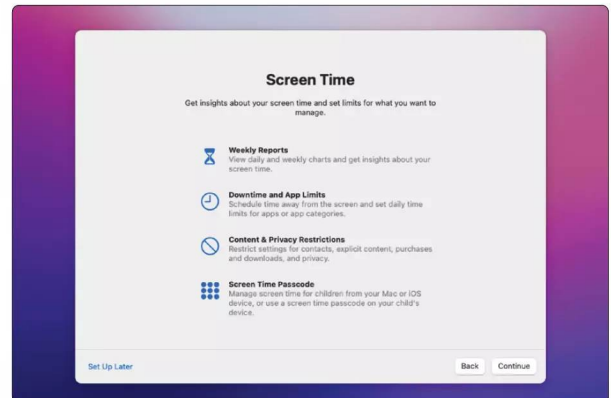 Screen Time
Get insights about your screen time and set limits for what you want to
manage.
Weekly Reports
View daily and weekly charts and get insights about your
screen time.
Downtime and App Limits
Schedule time away from the screen and set daily time
limits for apps or app categories.
Content & Privacy Restrictions
Restrict settings for contacts, explicit content, purchases
and downloads, and privacy.
Screen Time Passcode
Manage screen time for children from your Mac or iOS
device, or use a screen time passcode on your child's
device.
Set Up Later
Back
Continue